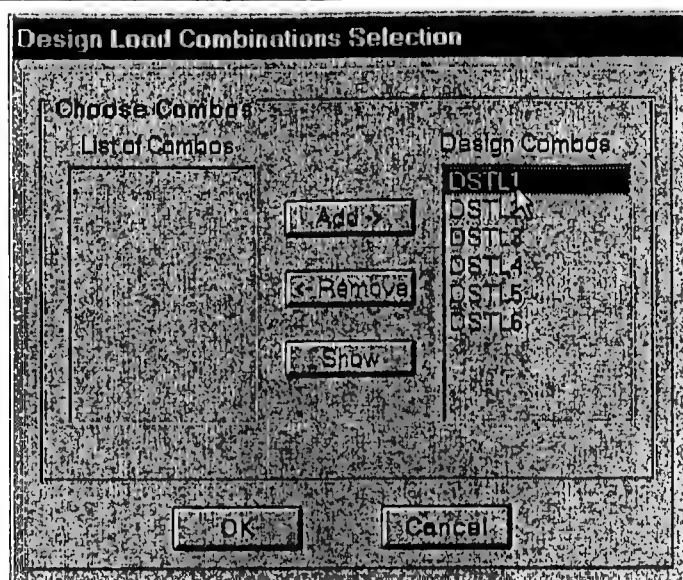 Design Load Combinations Selection
Choose Combos
List of Combos
Design Combos
DSTL1
DSTL2
DSTL3
DSTL4
DSTL5
DSTL6
Add ->
<- Remove
Show
OK
Cancel